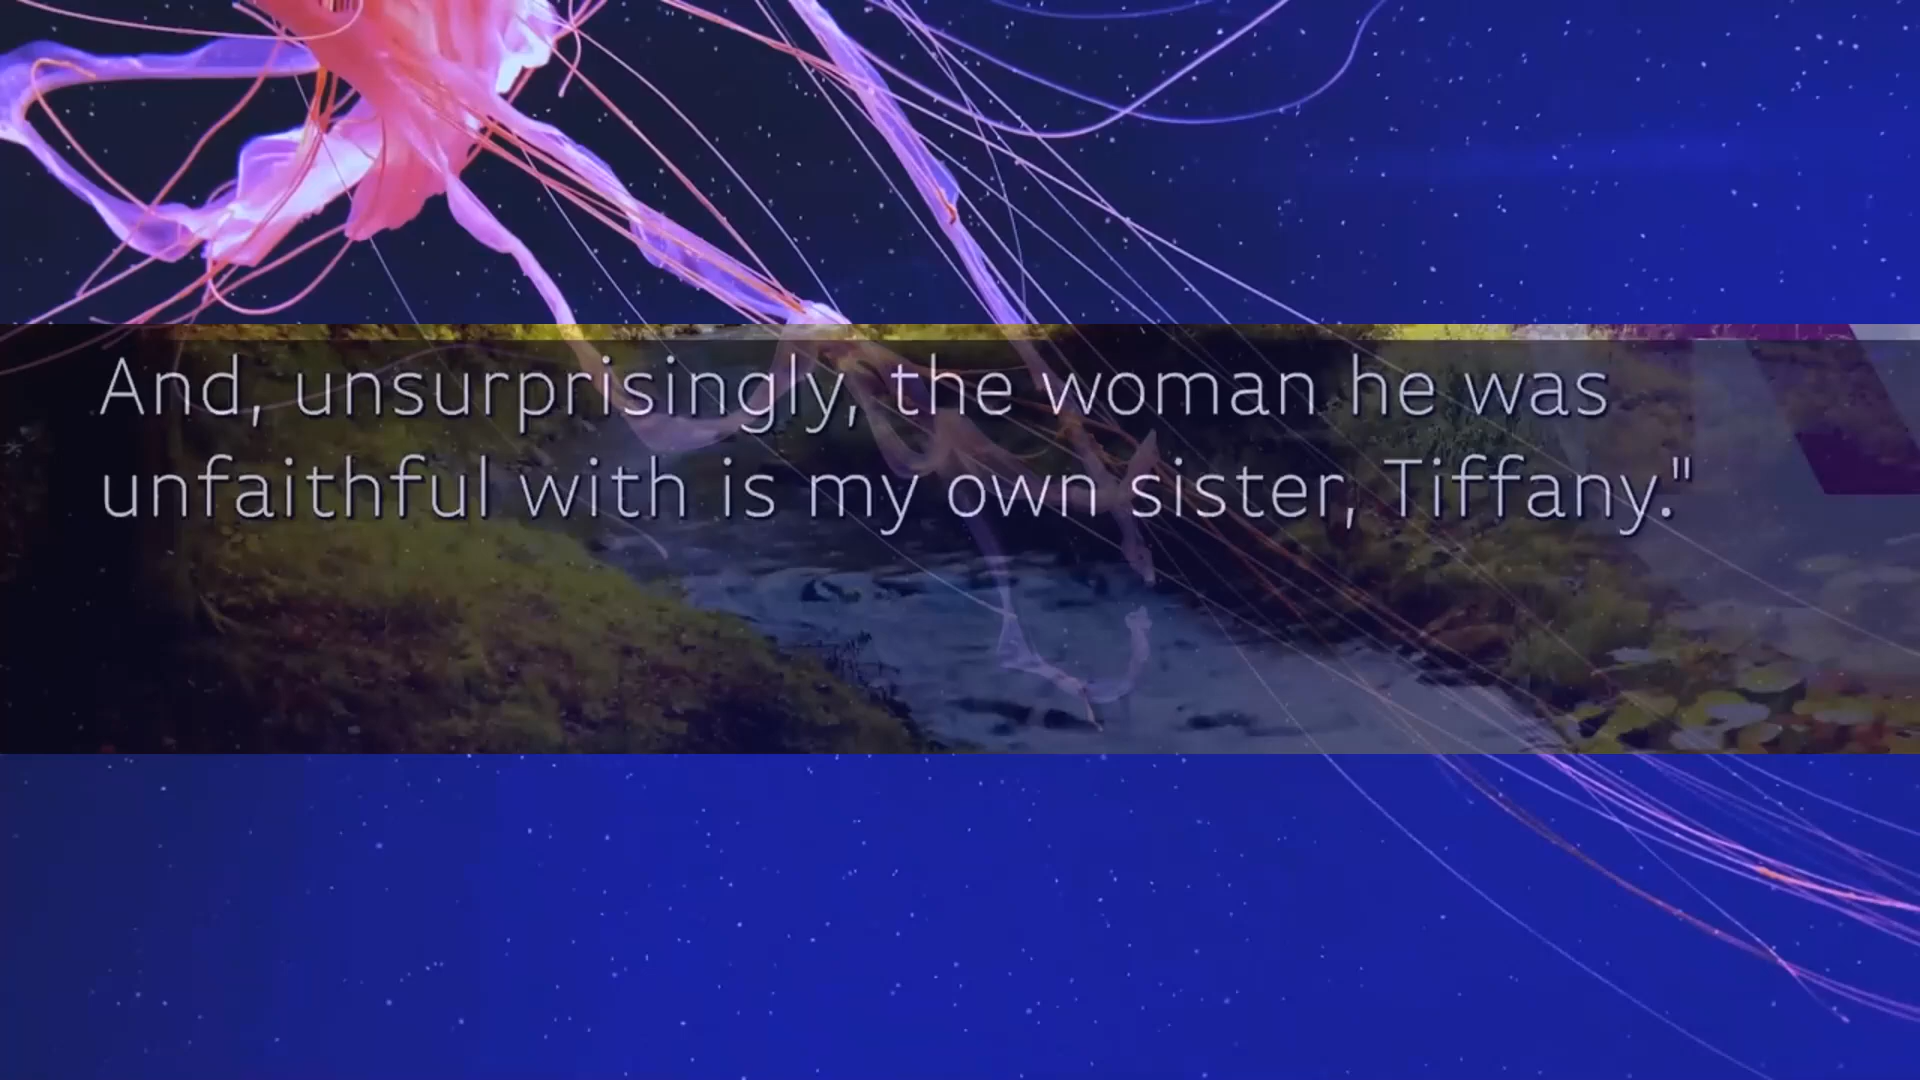 And, unsurprisingly, the woman he was
unfaithful with is my own sister, Tiffany."